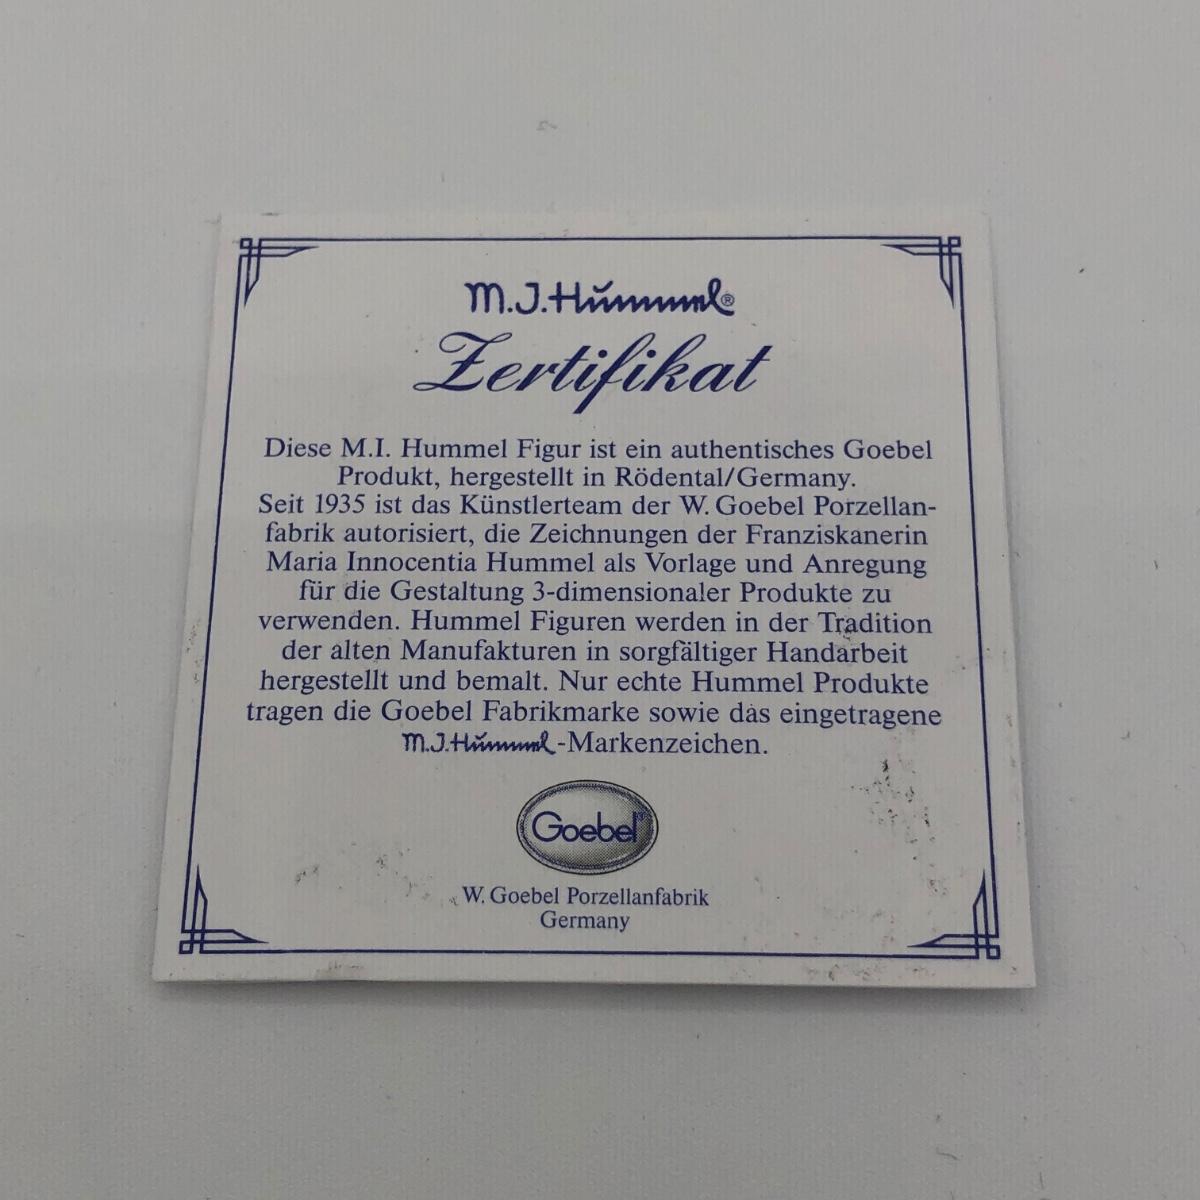 M.J.Hummel®
Zertifikat
Diese M.I. Hummel Figur ist ein authentisches Goebel
Produkt, hergestellt in Rödental/Germany.
Seit 1935 ist das Künstlerteam der W. Goebel Porzellan-
fabrik autorisiert, die Zeichnungen der Franziskanerin
Maria Innocentia Hummel als Vorlage und Anregung
für die Gestaltung 3-dimensionaler Produkte zu
verwenden. Hummel Figuren werden in der Tradition
der alten Manufakturen in sorgfältiger Handarbeit
hergestellt und bemalt. Nur echte Hummel Produkte
tragen die Goebel Fabrikmarke sowie das eingetragene
M.J.Hummel-Markenzeichen.
Goebel®
W. Goebel Porzellanfabrik
Germany